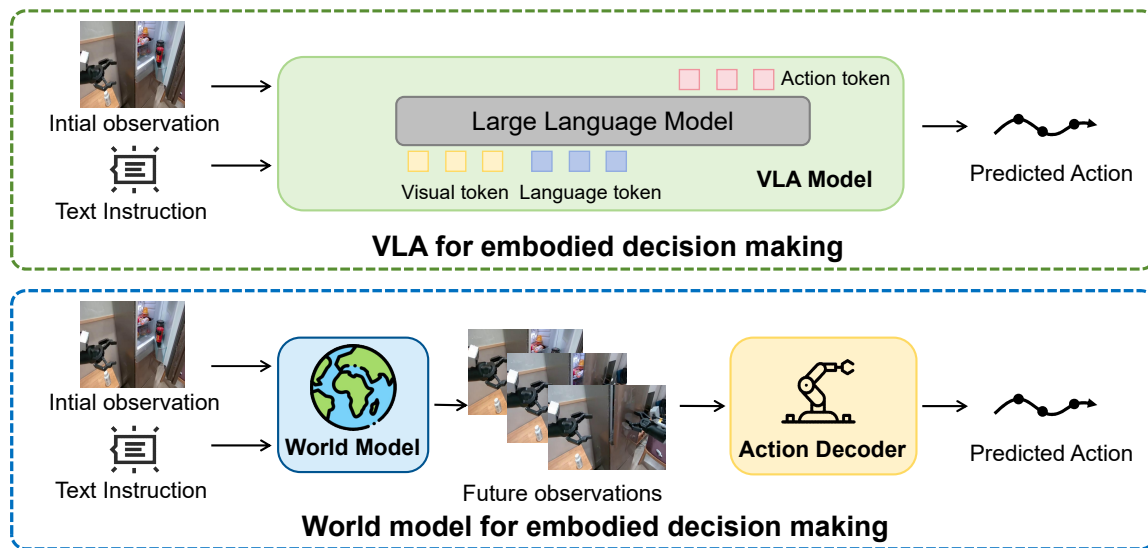 Intial observation
Text Instruction
Action token
Large Language Model
Visual token
Language token
VLA Model
Predicted Action
VLA for embodied decision making
Intial observation
Text Instruction
World Model
Future observations
Action Decoder
Predicted Action
World model for embodied decision making